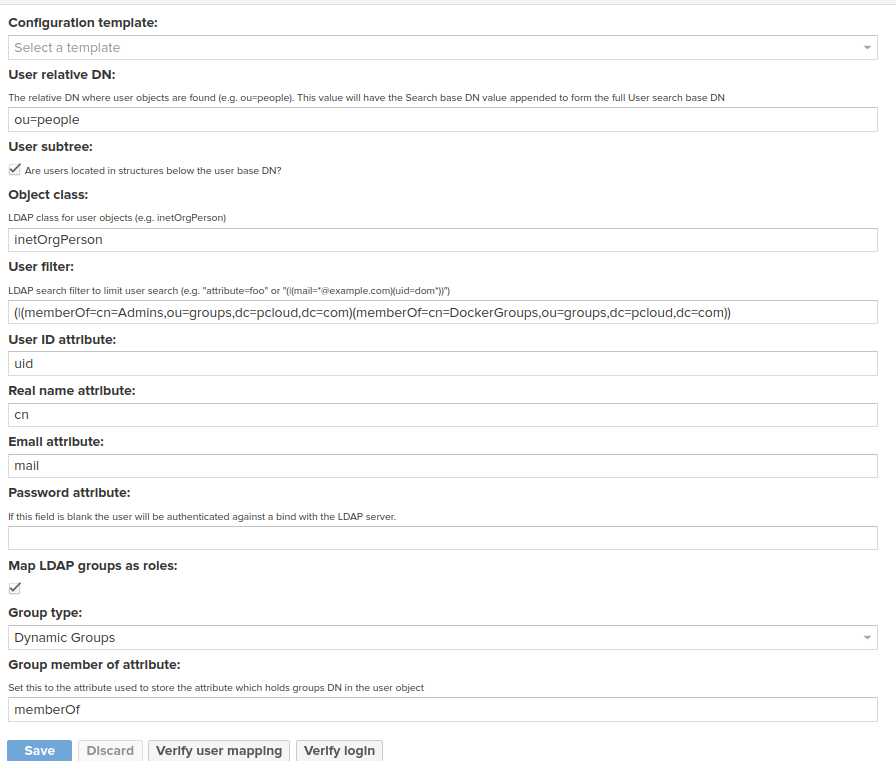 Configuration template:
Select a template
User relative DN:
The relative DN where user objects are found (e.g. ou=people). This value will have the Search base DN value appended to form the full User search base DN
ou=people
User subtree:
Are users located in structures below the user base DN?
Object class:
LDAP class for user objects (e.g. inetOrgPerson)
inetOrgPerson
User filter:
LDAP search filter to limit user search (e.g. "attribute=foo" or "(|(mail=*@example.com)(uid=dom*))")
(|(memberOf=cn=Admins,ou=groups,dc=pcloud,dc=com)(memberOf=cn=DockerGroups,ou=groups,dc=pcloud,dc=com))
User ID attribute:
uid
Real name attribute:
cn
Email attribute:
mail
Password attribute:
If this field is blank the user will be authenticated against a bind with the LDAP server.
Map LDAP groups as roles:
Group type:
Dynamic Groups
Group member of attribute:
Set this to the attribute used to store the attribute which holds groups DN in the user object
memberOf
Save Discard Verify user mapping Verify login